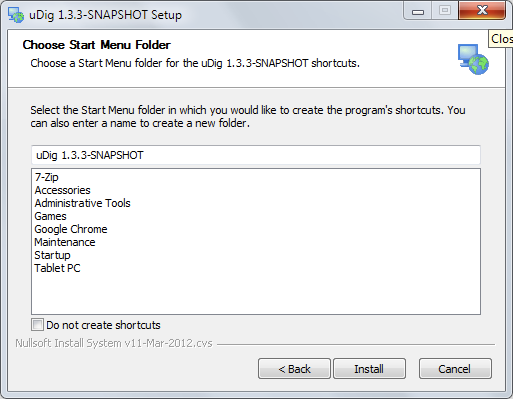 uDig 1.3.3-SNAPSHOT Setup
Clos
Choose Start Menu Folder
Choose a Start Menu folder for the uDig 1.3.3-SNAPSHOT shortcuts.
Select the Start Menu folder in which you would like to create the program's shortcuts. You
can also enter a name to create a new folder.
uDig 1.3.3-SNAPSHOT
7-Zip
Accessories
Administrative Tools
Games
Google Chrome
Maintenance
Startup
Tablet PC
Do not create shortcuts
Nullsoft Install System v11-Mar-2012.cvs
< Back
Install
Cancel